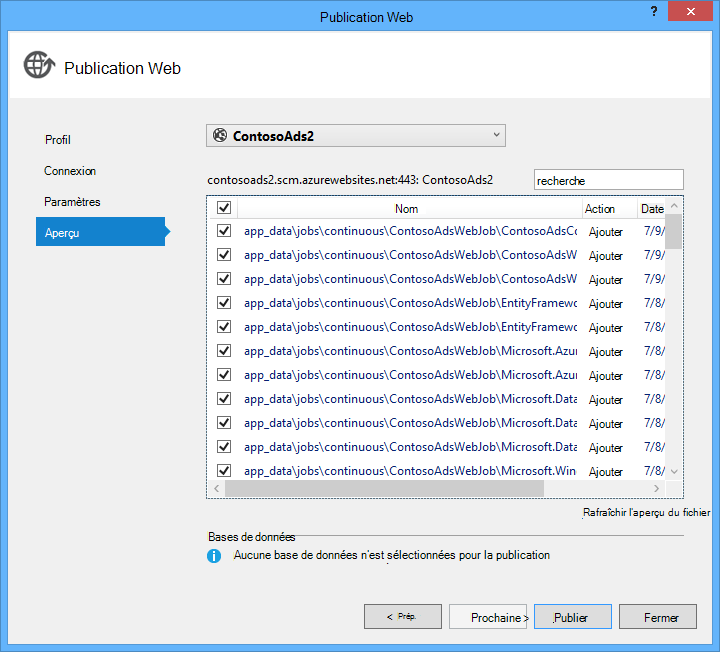 Publication Web
?
Publication Web
Profil
Connexion
Paramètres
Aperçu
ContosoAds2
contosoads2.scm.azurewebsites.net:443: ContosoAds2
recherche
Nom Action Date
app_data\jobs\continuous\ContosoAdsWebJob\ContosoAdsCo Ajouter 7/9/
app_data\jobs\continuous\ContosoAdsWebJob\ContosoAdsW Ajouter 7/9/
app_data\jobs\continuous\ContosoAdsWebJob\ContosoAdsW Ajouter 7/9/
app_data\jobs\continuous\ContosoAdsWebJob\EntityFramewo Ajouter 7/8/
app_data\jobs\continuous\ContosoAdsWebJob\EntityFramewo Ajouter 7/8/
app_data\jobs\continuous\ContosoAdsWebJob\Microsoft.Azur Ajouter 7/8/
app_data\jobs\continuous\ContosoAdsWebJob\Microsoft.Azur Ajouter 7/8/
app_data\jobs\continuous\ContosoAdsWebJob\Microsoft.Data Ajouter 7/8/
app_data\jobs\continuous\ContosoAdsWebJob\Microsoft.Data Ajouter 7/8/
app_data\jobs\continuous\ContosoAdsWebJob\Microsoft.Data Ajouter 7/8/
app_data\jobs\continuous\ContosoAdsWebJob\Microsoft.Win Ajouter 7/8/
Rafraîchir l'aperçu du fichier
Bases de données
Aucune base de données n'est sélectionnées pour la publication
< Prép. Prochaine > Publier Fermer